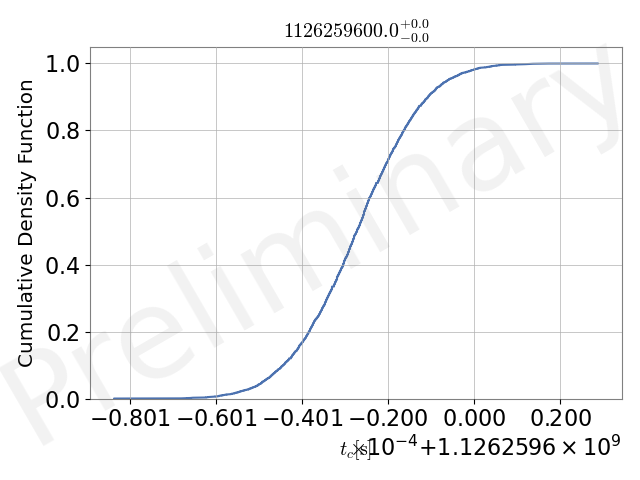 1126259600.0$^{+0.0}_{-0.0}$
Cumulative Density Function
1.0
0.8
0.6
0.4
0.2
0.0
−0.801 −0.601 −0.401 −0.200 0.000 0.200
$t_c$[s]
×10$^{-4}$+1.1262596 × 10$^{9}$
Preliminary